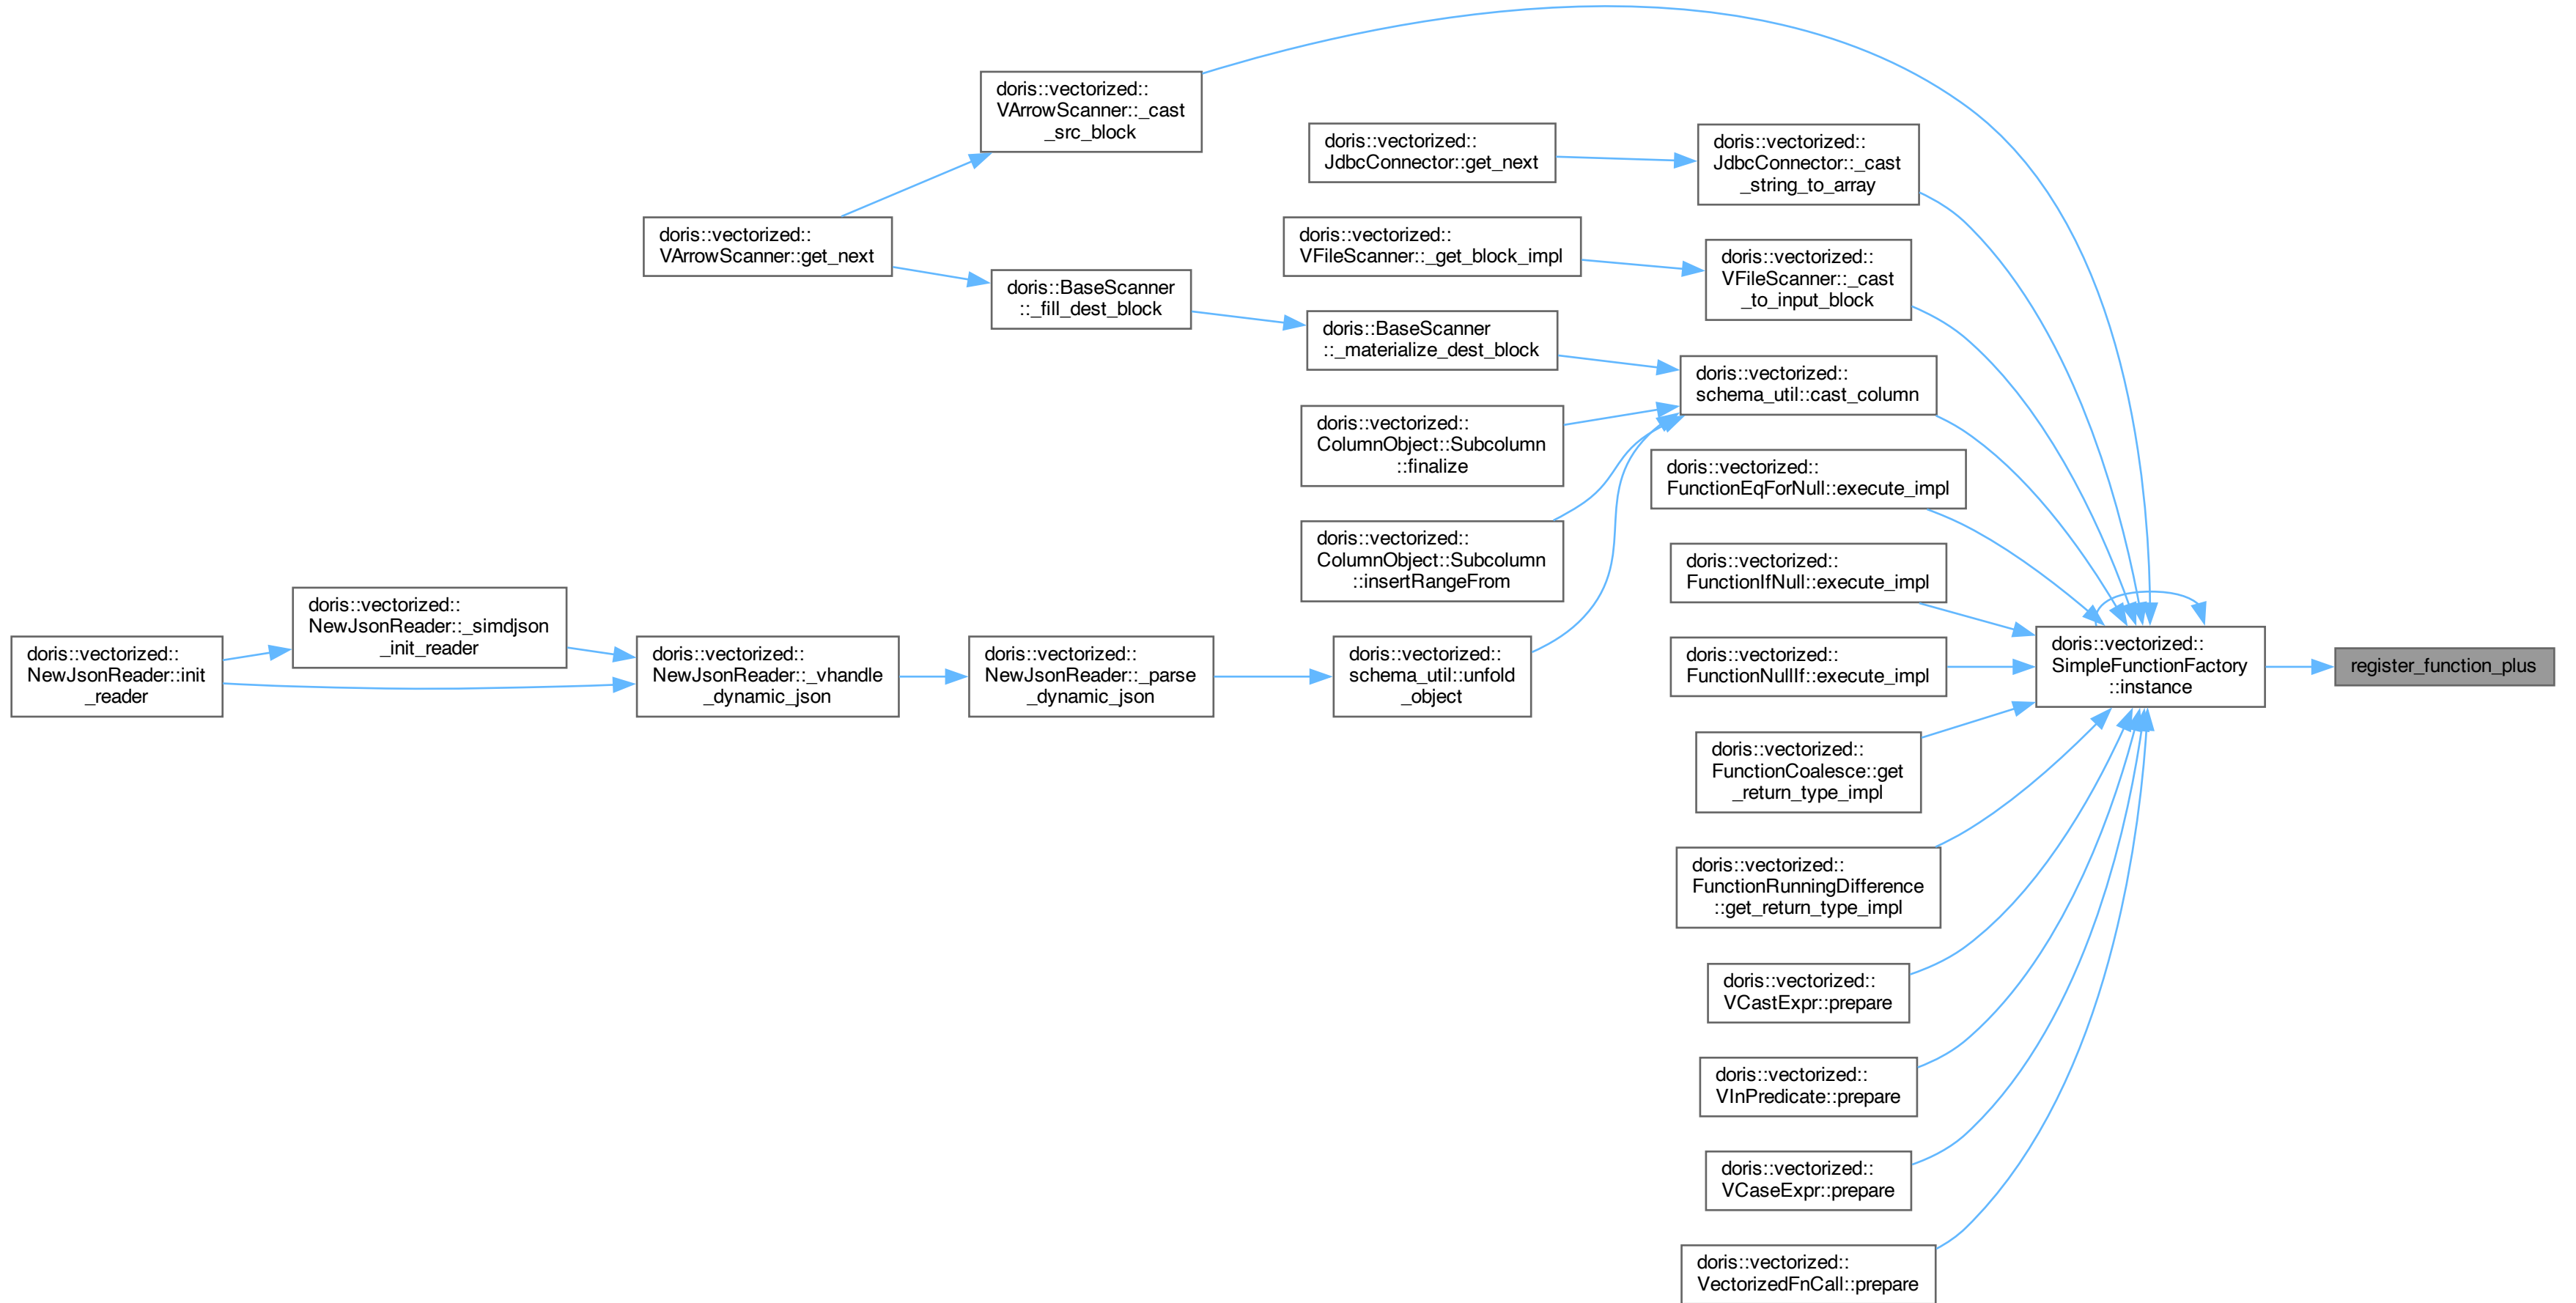 doris::vectorized::
VArrowScanner::_cast
_src_block
doris::vectorized::
JdbcConnector::get_next
doris::vectorized::
JdbcConnector::_cast
_string_to_array
doris::vectorized::
VArrowScanner::get_next
doris::vectorized::
VFileScanner::_get_block_impl
doris::vectorized::
VFileScanner::_cast
_to_input_block
doris::BaseScanner
::_fill_dest_block
doris::BaseScanner
::_materialize_dest_block
doris::vectorized::
schema_util::cast_column
doris::vectorized::
ColumnObject::Subcolumn
::finalize
doris::vectorized::
FunctionEqForNull::execute_impl
doris::vectorized::
ColumnObject::Subcolumn
::insertRangeFrom
doris::vectorized::
FunctionIfNull::execute_impl
doris::vectorized::
NewJsonReader::init
_reader
doris::vectorized::
NewJsonReader::_simdjson
_init_reader
doris::vectorized::
NewJsonReader::_vhandle
_dynamic_json
doris::vectorized::
NewJsonReader::_parse
_dynamic_json
doris::vectorized::
schema_util::unfold
_object
doris::vectorized::
FunctionNullIf::execute_impl
doris::vectorized::
SimpleFunctionFactory
::instance
register_function_plus
doris::vectorized::
FunctionCoalesce::get
_return_type_impl
doris::vectorized::
FunctionRunningDifference
::get_return_type_impl
doris::vectorized::
VCastExpr::prepare
doris::vectorized::
VInPredicate::prepare
doris::vectorized::
VCaseExpr::prepare
doris::vectorized::
VectorizedFnCall::prepare